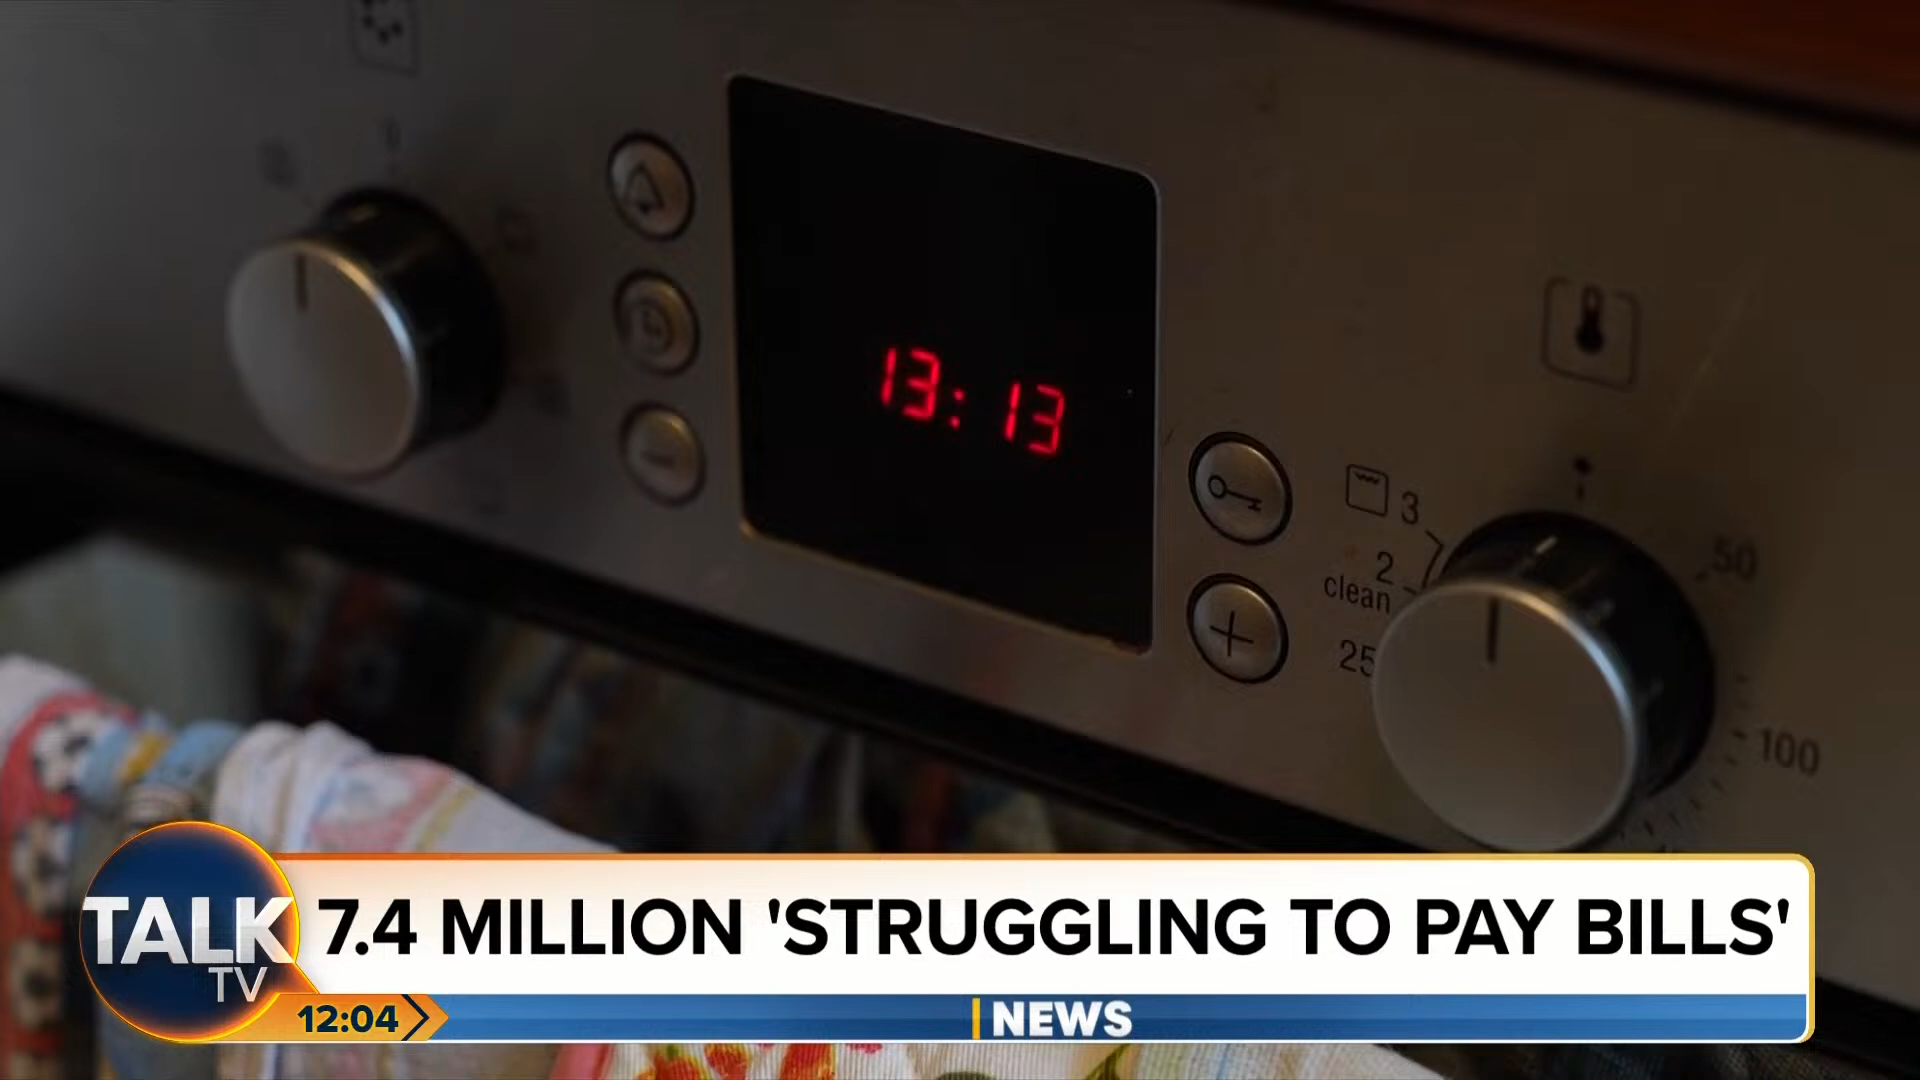 13:13
3
2
clean
25
50
100
7.4 MILLION 'STRUGGLING TO PAY BILLS'
TALK
TV
12:04
NEWS